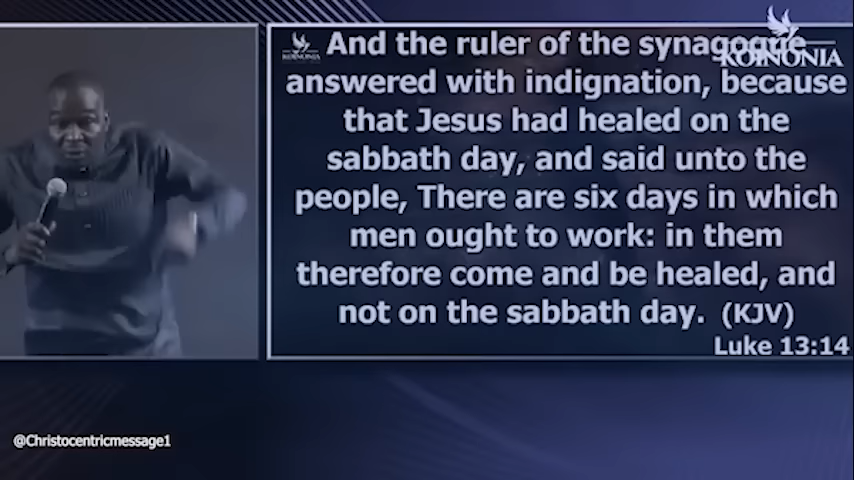 KOINONIA
KOINONIA
And the ruler of the synagogue
answered with indignation, because
that Jesus had healed on the
sabbath day, and said unto the
people, There are six days in which
men ought to work: in them
therefore come and be healed, and
not on the sabbath day. (KJV)
Luke 13:14
@Christocentricmessage1